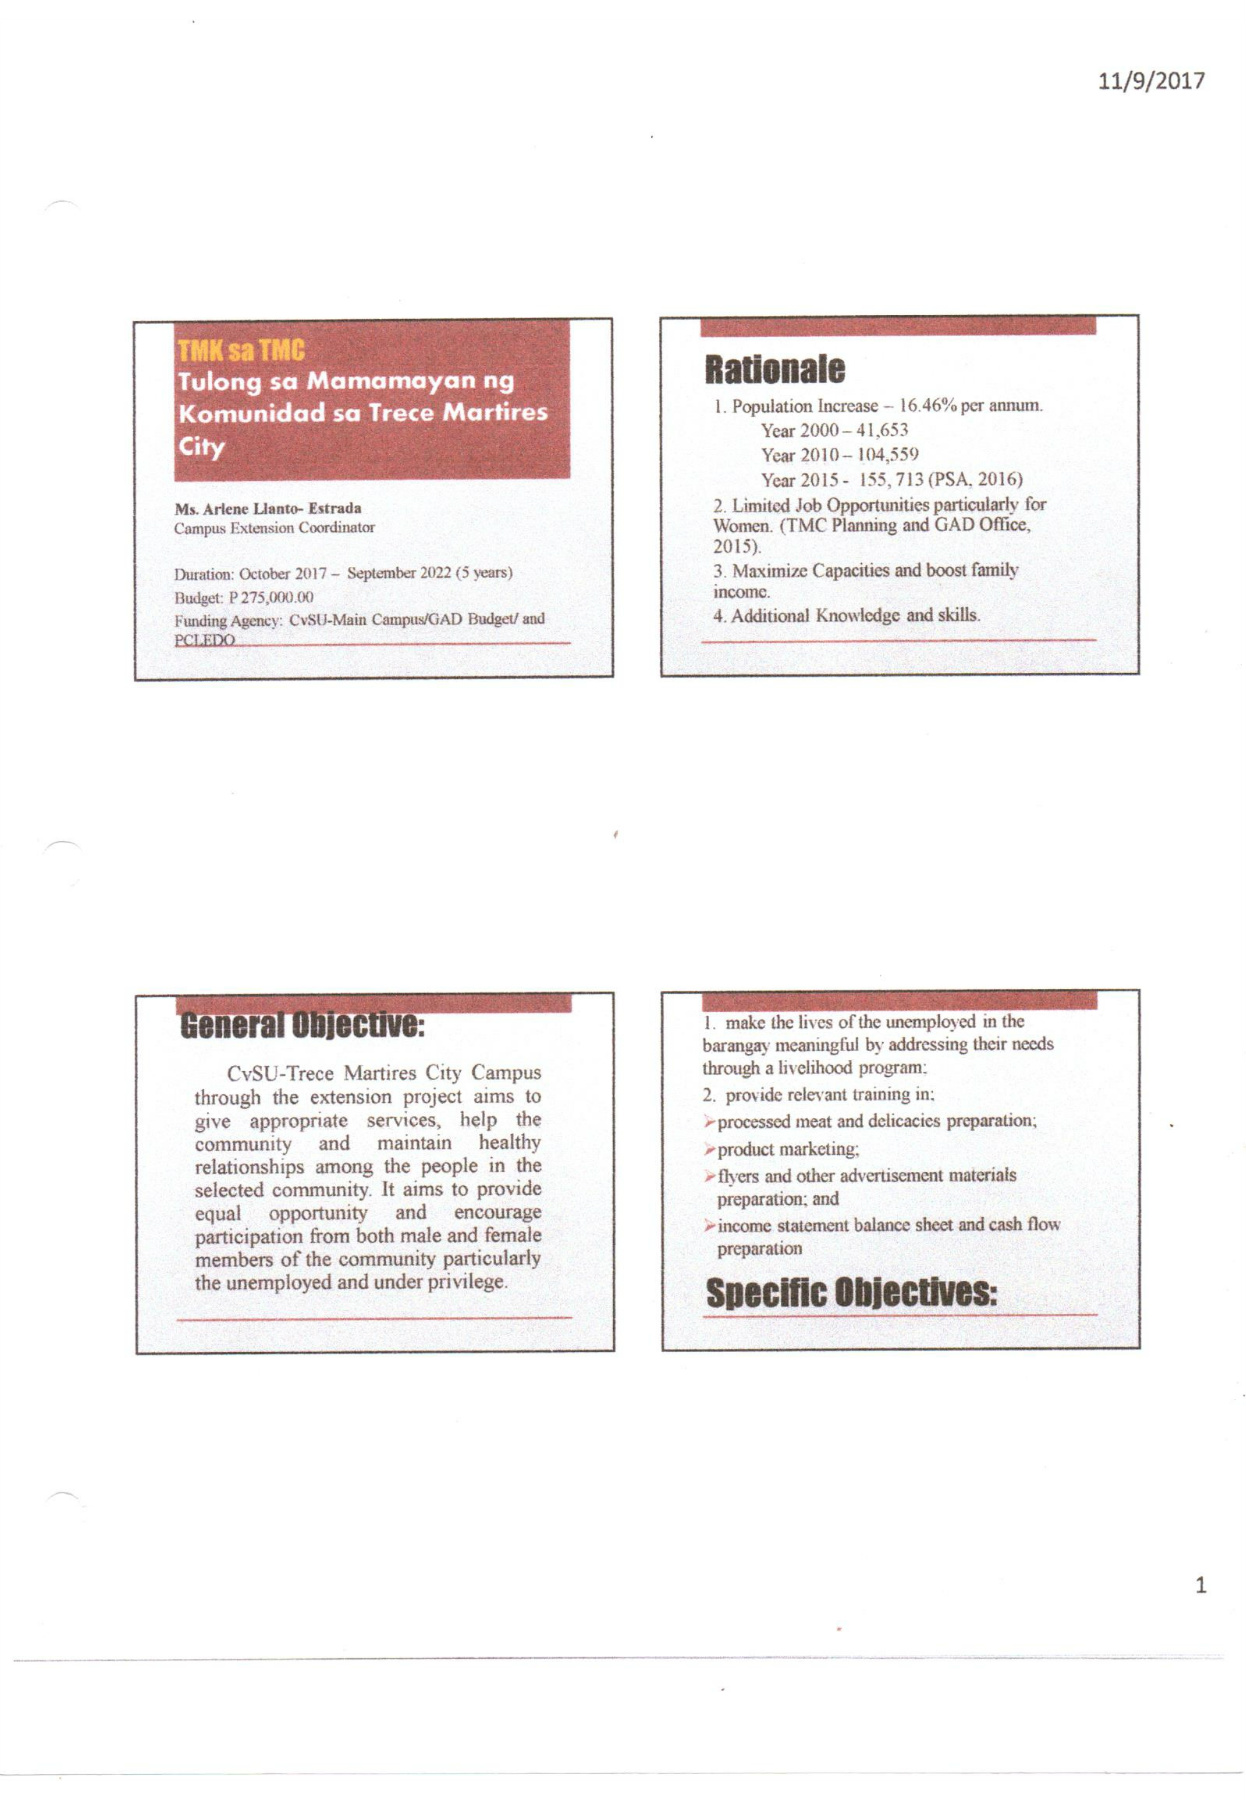 11/9/2017
TMK sa TMC
Tulong sa Mamamayan ng
Komunidad sa Trece Martires
City
Ms. Arlene Llanto- Estrada
Campus Extension Coordinator
Duration: October 2017 – September 2022 (5 years)
Budget: P 275,000.00
Funding Agency: CvSU-Main Campus/GAD Budget/ and
PCLEDO
Rationale
1. Population Increase – 16.46% per annum.
Year 2000 – 41,653
Year 2010 – 104,559
Year 2015 - 155, 713 (PSA, 2016)
2. Limited Job Opportunities particularly for
Women. (TMC Planning and GAD Office,
2015).
3. Maximize Capacities and boost family
income.
4. Additional Knowledge and skills.
General Objective:
CvSU-Trece Martires City Campus
through the extension project aims to
give appropriate services, help the
community and maintain healthy
relationships among the people in the
selected community. It aims to provide
equal opportunity and encourage
participation from both male and female
members of the community particularly
the unemployed and under privilege.
1. make the lives of the unemployed in the
barangay meaningful by addressing their needs
through a livelihood program;
2. provide relevant training in;
➢processed meat and delicacies preparation;
➢product marketing;
➢flyers and other advertisement materials
preparation; and
➢income statement balance sheet and cash flow
preparation
Specific Objectives:
1